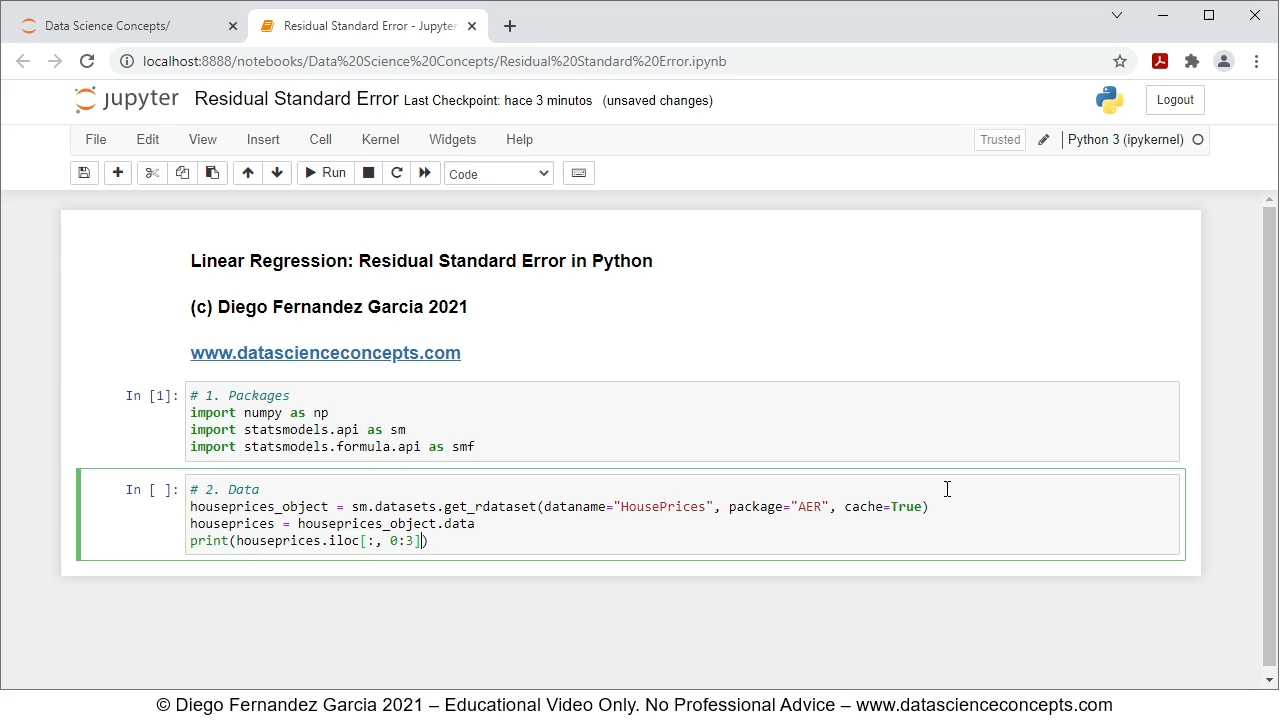 Data Science Concepts/
Residual Standard Error - Jupyter
localhost:8888/notebooks/Data%20Science%20Concepts/Residual%20Standard%20Error.ipynb
jupyter Residual Standard Error Last Checkpoint: hace 3 minutos (unsaved changes)
Logout
File Edit View Insert Cell Kernel Widgets Help
Trusted Python 3 (ipykernel)
Run Code
Linear Regression: Residual Standard Error in Python
(c) Diego Fernandez Garcia 2021
www.datascienceconcepts.com
In [1]: # 1. Packages
import numpy as np
import statsmodels.api as sm
import statsmodels.formula.api as smf
In [ ]: # 2. Data
houseprices_object = sm.datasets.get_rdataset(dataname="HousePrices", package="AER", cache=True)
houseprices = houseprices_object.data
print(houseprices.iloc[:, 0:3])
© Diego Fernandez Garcia 2021 – Educational Video Only. No Professional Advice – www.datascienceconcepts.com